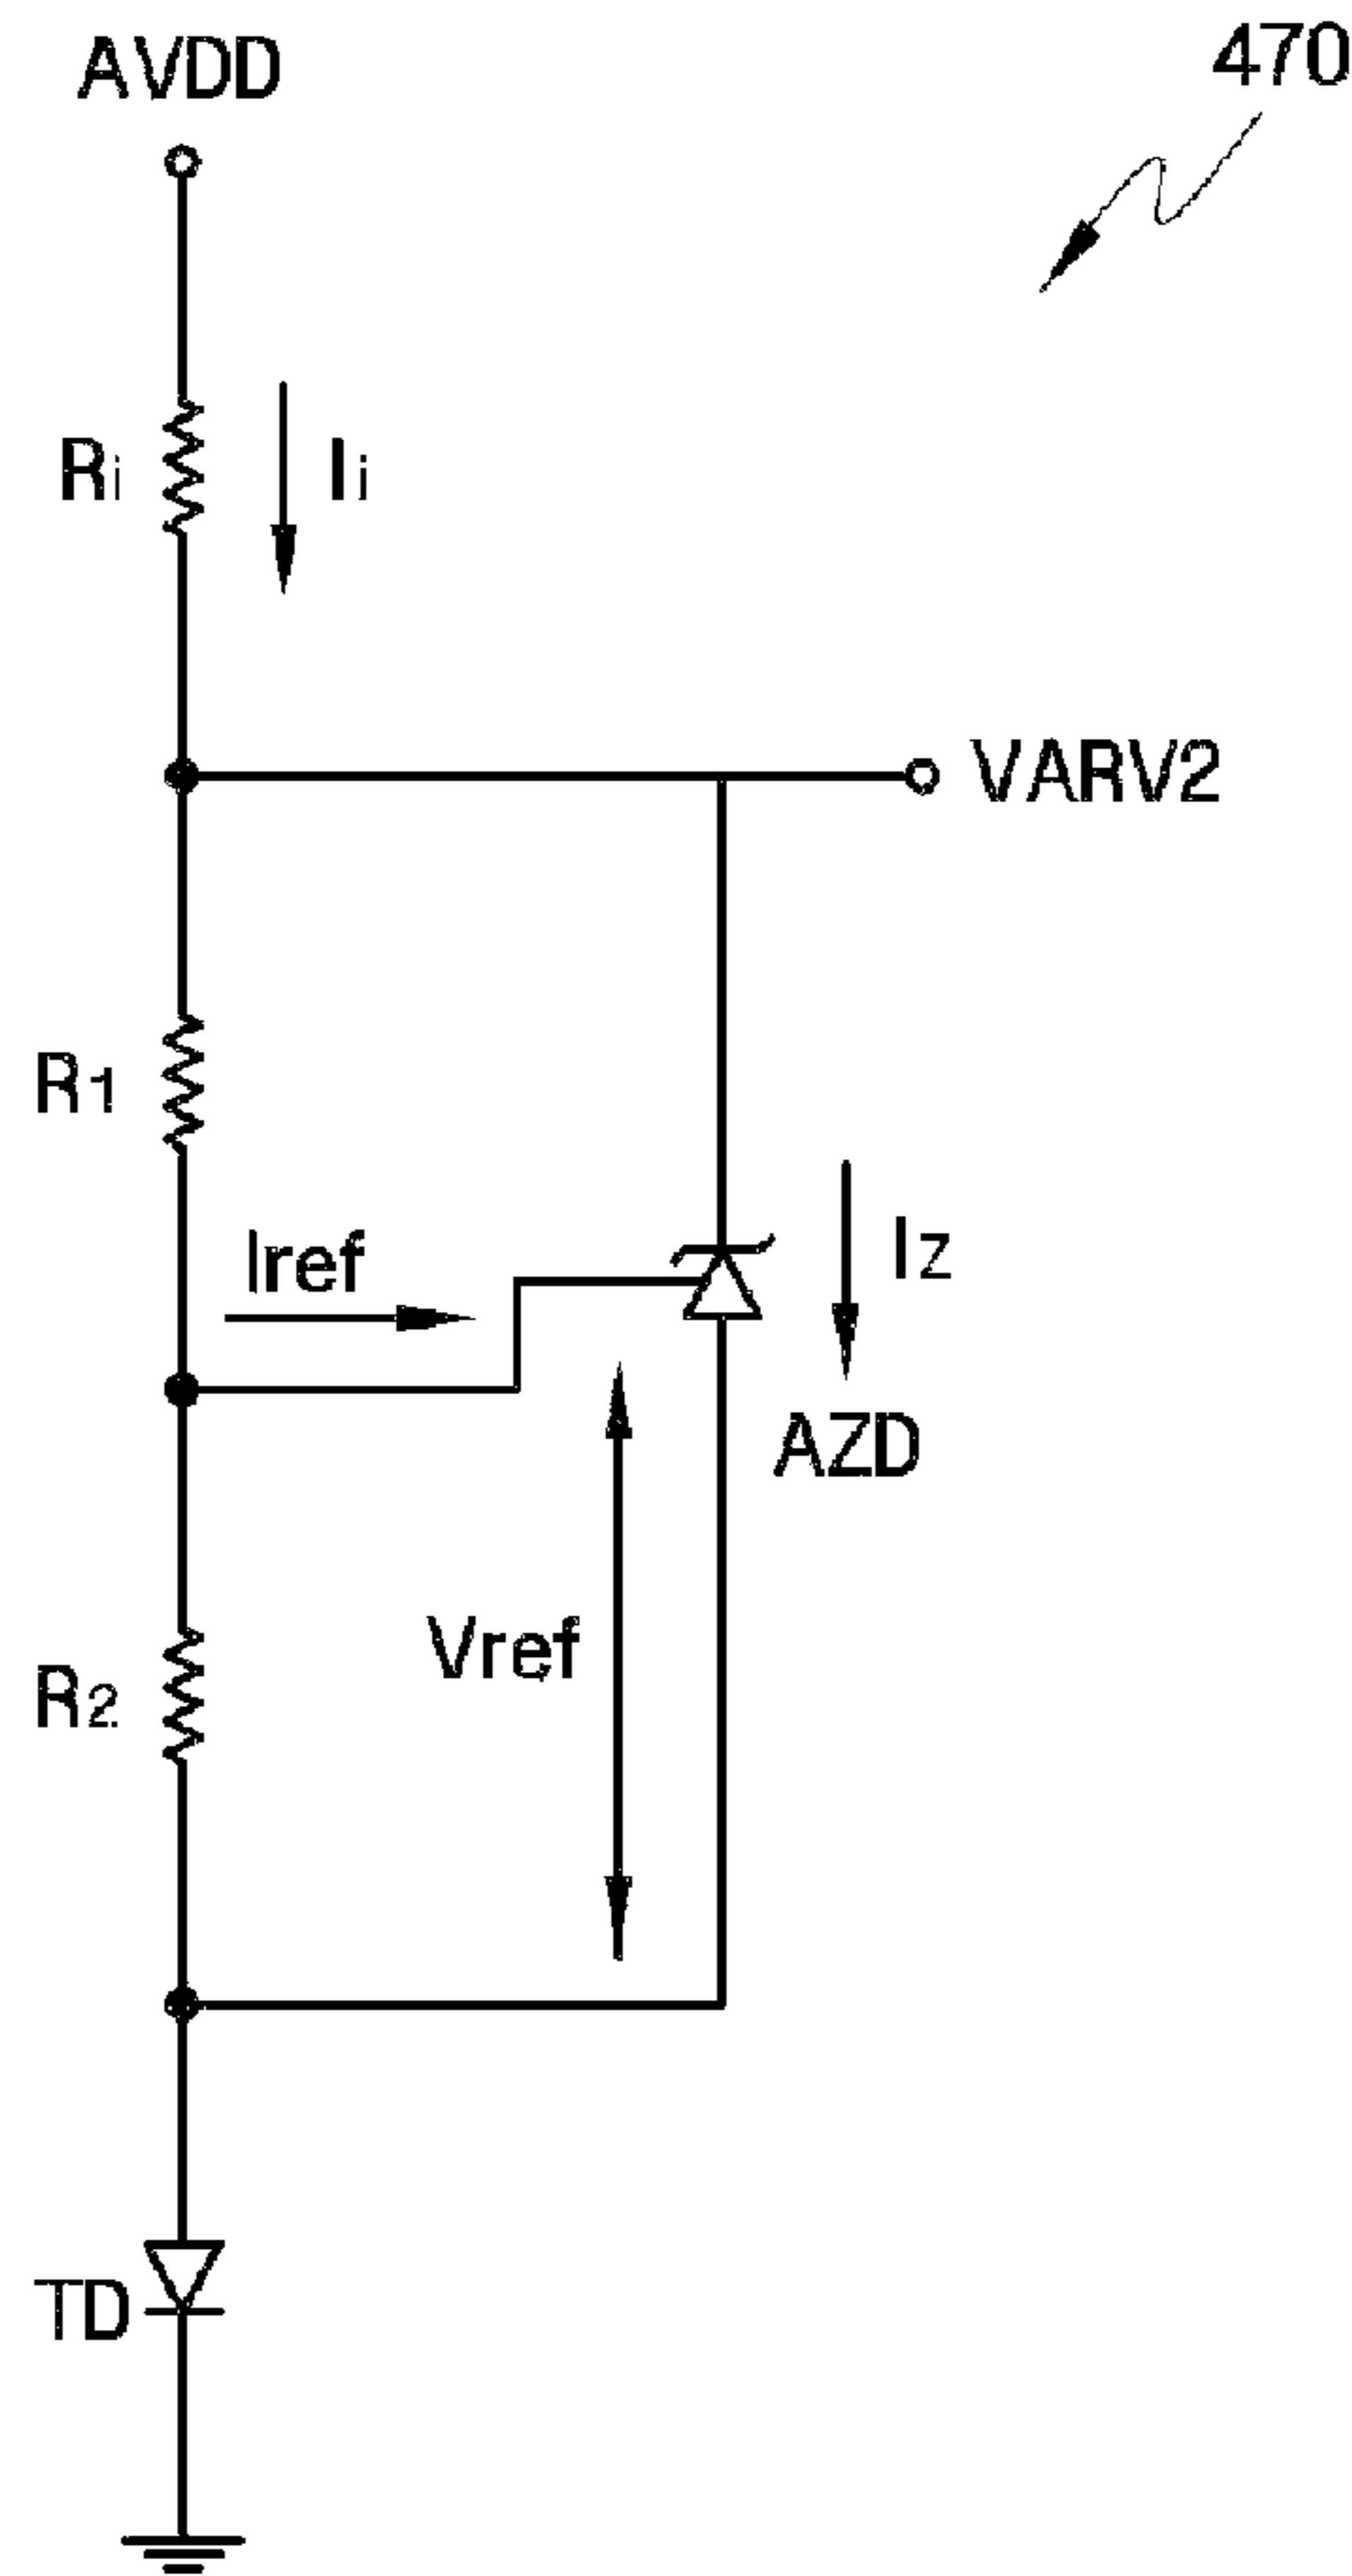 AVDD
470
Ri
Ii
VARV2
R1
Iref
Iz
AZD
Vref
R2
TD